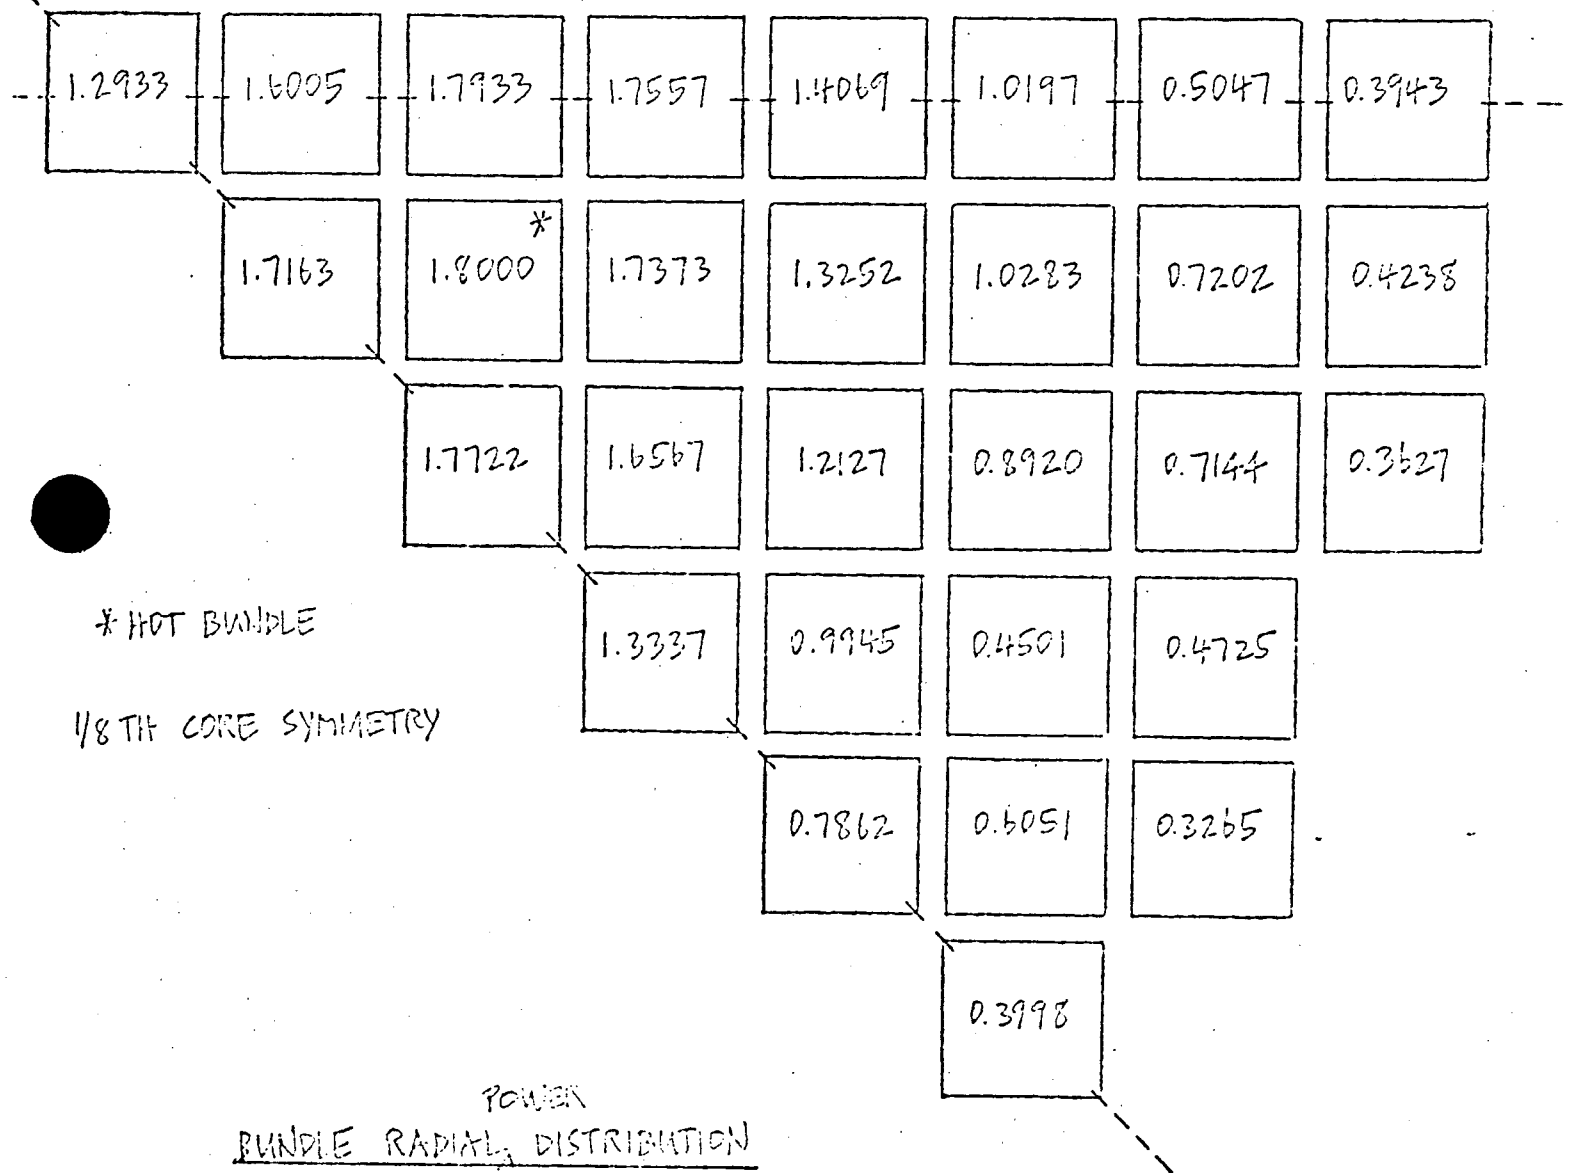 1.2933 1.6005 1.7933 1.7557 1.4069 1.0197 0.5047 0.3943
*
1.7163 1.8000 1.7373 1.3252 1.0283 0.7202 0.4238
1.7722 1.6567 1.2127 0.8920 0.7144 0.3627
* HOT BUNDLE
1.3337 0.9945 0.4501 0.4725
1/8 TH CORE SYMMETRY
0.7862 0.6051 0.3265
0.3998
POWER
BUNDLE RADIAL DISTRIBUTION